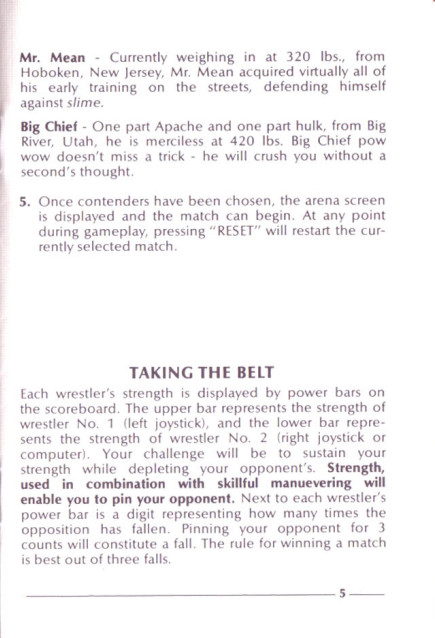 Mr. Mean - Currently weighing in at 320 lbs., from
Hoboken, New Jersey, Mr. Mean acquired virtually all of
his early training on the streets, defending himself
against slime.
Big Chief - One part Apache and one part hulk, from Big
River, Utah, he is merciless at 420 lbs. Big Chief pow
wow doesn't miss a trick - he will crush you without a
second's thought.
5. Once contenders have been chosen, the arena screen
is displayed and the match can begin. At any point
during gameplay, pressing "RESET" will restart the cur-
rently selected match.
TAKING THE BELT
Each wrestler's strength is displayed by power bars on
the scoreboard. The upper bar represents the strength of
wrestler No. 1 (left joystick), and the lower bar repre-
sents the strength of wrestler No. 2 (right joystick or
computer). Your challenge will be to sustain your
strength while depleting your opponent's. Strength,
used in combination with skillful manuevering will
enable you to pin your opponent. Next to each wrestler's
power bar is a digit representing how many times the
opposition has fallen. Pinning your opponent for 3
counts will constitute a fall. The rule for winning a match
is best out of three falls.
5